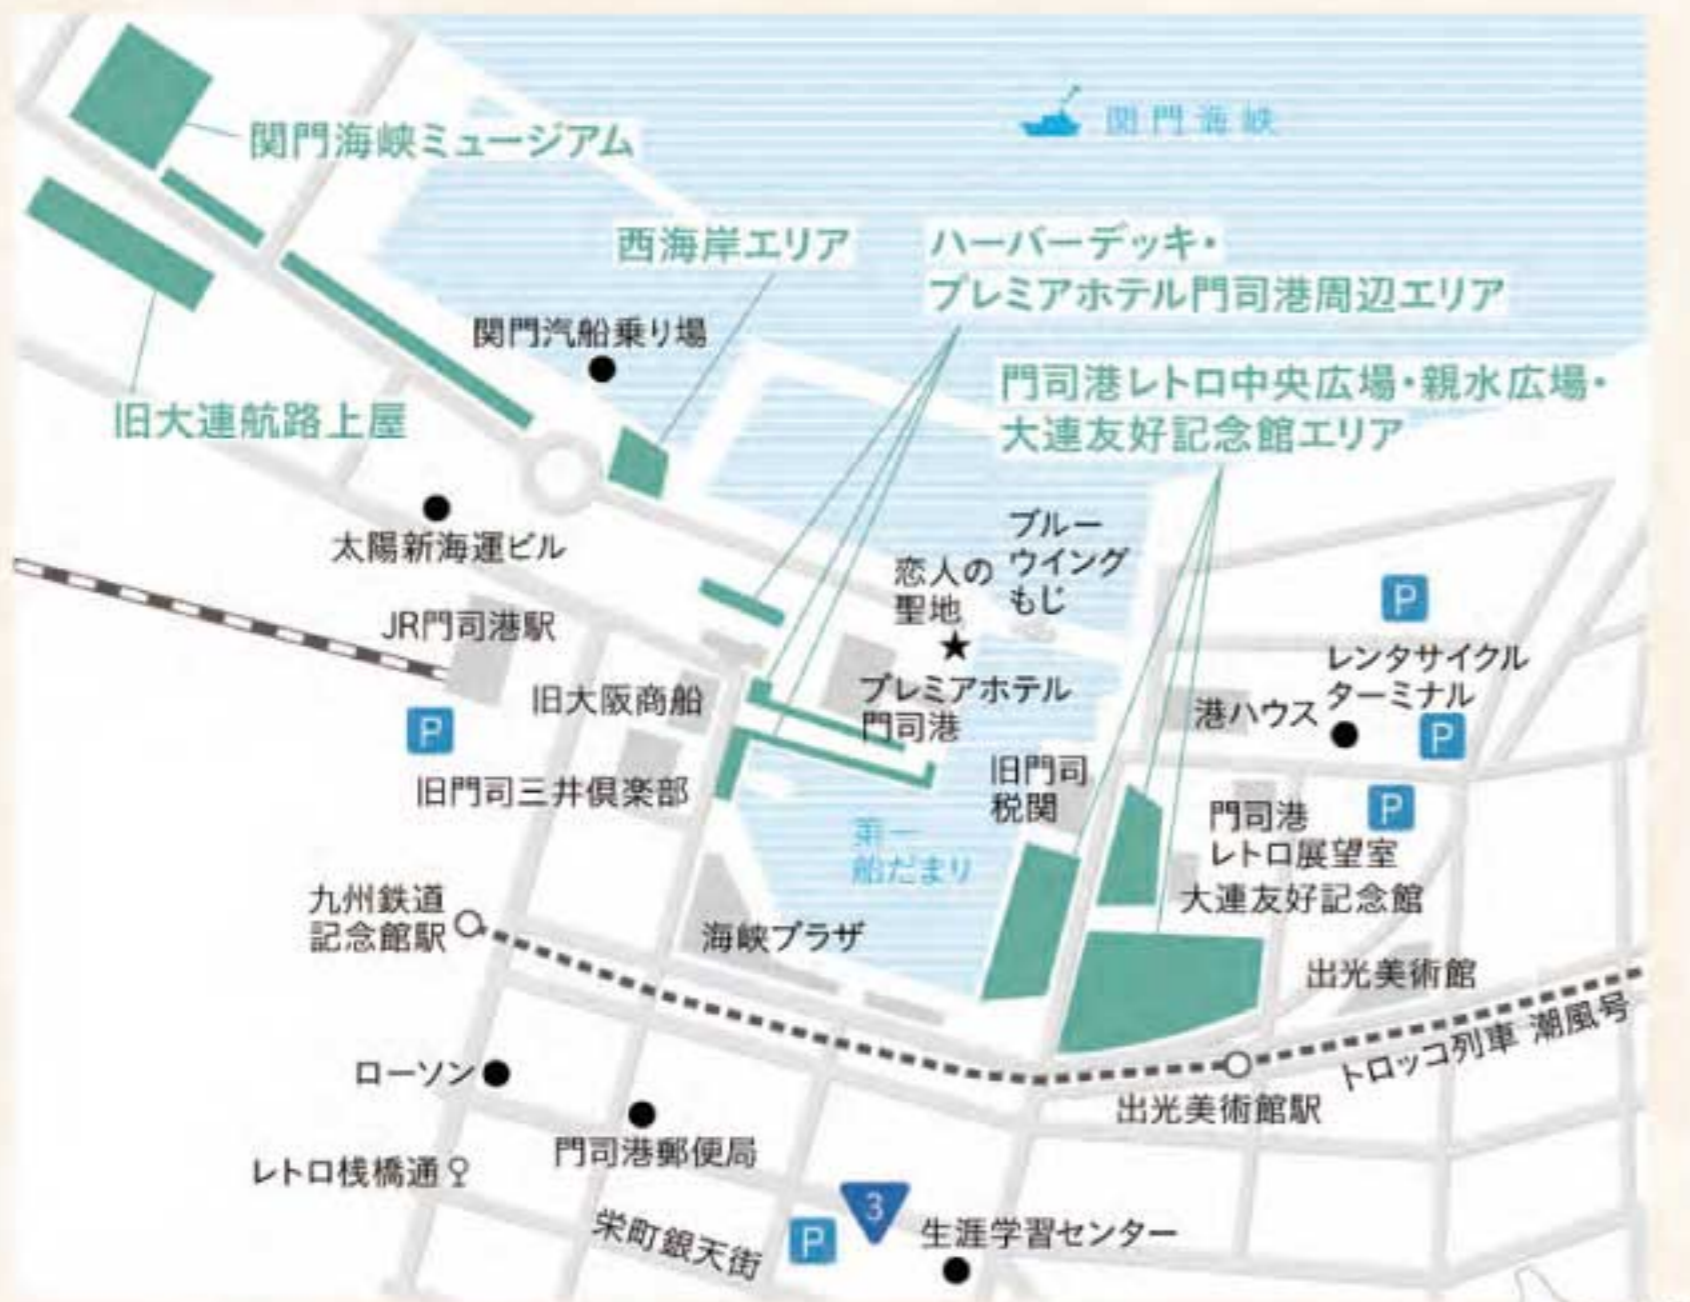 関門海峡
関門海峡ミュージアム
西海岸エリア
ハーバーデッキ・
プレミアホテル門司港周辺エリア
関門汽船乗り場
門司港レトロ中央広場・親水広場・
大連友好記念館エリア
旧大連航路上屋
太陽新海運ビル
ブルー
ウイング
もじ
恋人の
聖地
P
JR門司港駅
レンタサイクル
ターミナル
旧大阪商船
プレミアホテル
門司港
港ハウス
P
P
旧門司三井倶楽部
旧門司
税関
P
門司港
レトロ展望室
第一
船だまり
大連友好記念館
九州鉄道
記念館駅
海峡プラザ
出光美術館
トロッコ列車 潮風号
ローソン
出光美術館駅
門司港郵便局
レトロ桟橋通
3
栄町銀天街
P
生涯学習センター